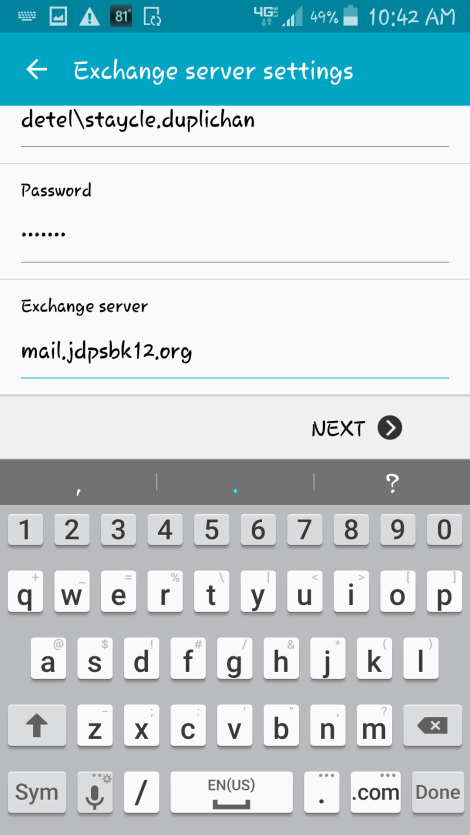 81° 4G 49% 10:42 AM
Exchange server settings
detel\staycle.duplichan
Password
•••••••
Exchange server
mail.jdpsbk12.org
NEXT
, . ?
1 2 3 4 5 6 7 8 9 0
+ _ = % \ | < > [ ]
q w e r t y u i o p
@ $ ! # / & * ( )
a s d f g h j k l
- ; : ' " , ?
z x c v b n m
Sym / EN(US) . .com Done